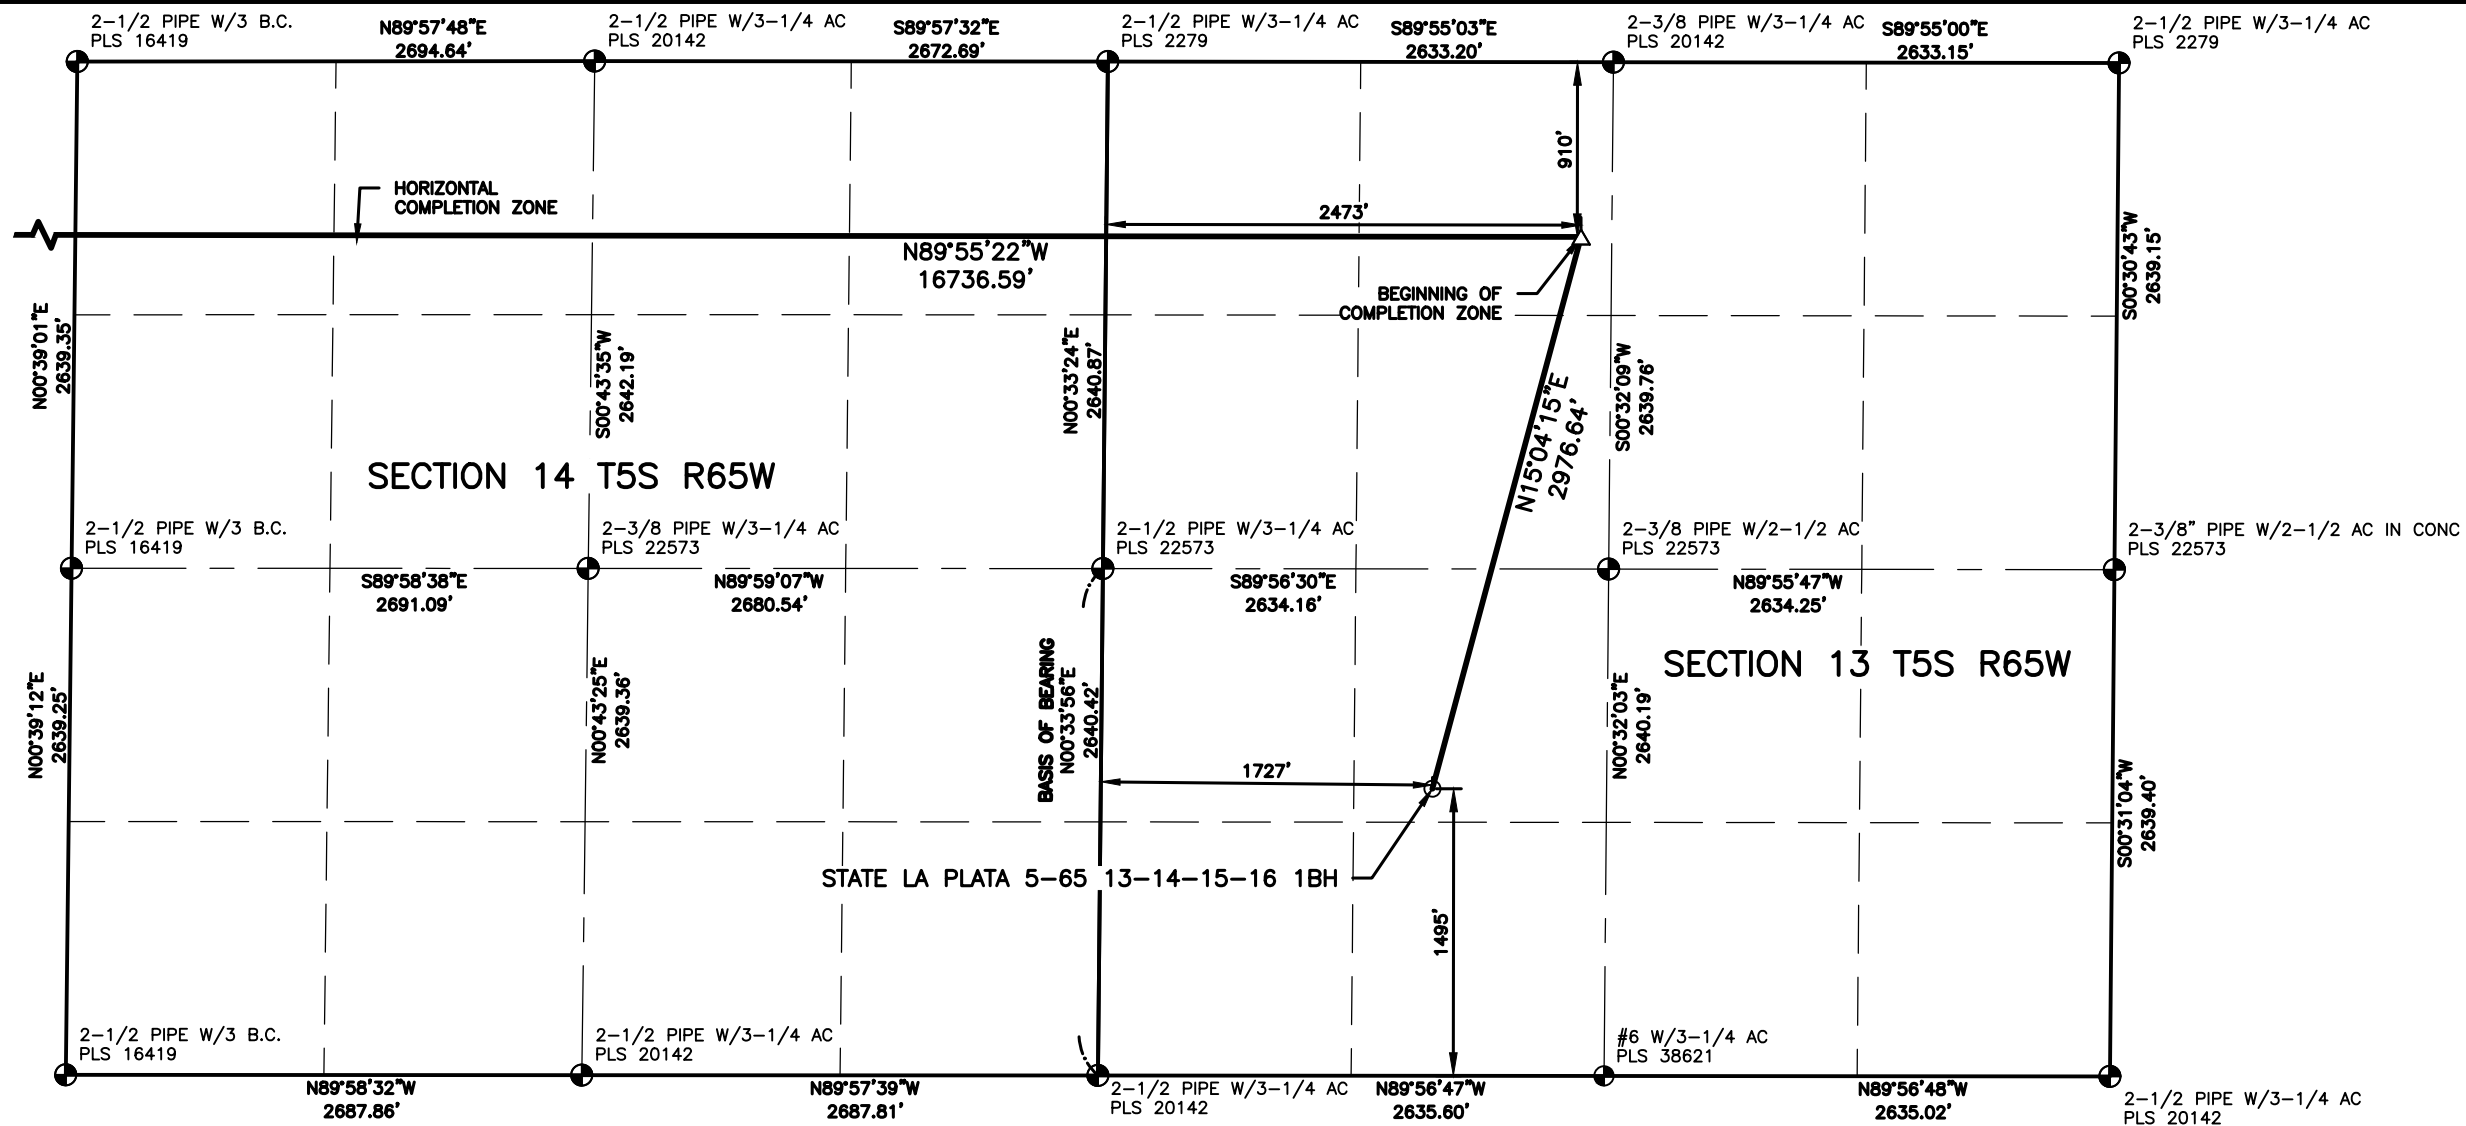 2-1/2 PIPE W/3 B.C.
PLS 16419
N89°57'48"E
2694.64'
2-1/2 PIPE W/3-1/4 AC
PLS 20142
S89°57'32"E
2672.69'
2-1/2 PIPE W/3-1/4 AC
PLS 2279
S89°55'03"E
2633.20'
2-3/8 PIPE W/3-1/4 AC
PLS 20142
S89°55'00"E
2633.15'
2-1/2 PIPE W/3-1/4 AC
PLS 2279
910'
HORIZONTAL
COMPLETION ZONE
2473'
N89°55'22"W
16736.59'
BEGINNING OF
COMPLETION ZONE
N00°39'01"E
2639.35'
S00°43'35"W
2642.19'
N00°33'24"E
2640.87'
N15°04'15"E
2976.64'
S00°32'09"W
2639.76'
S00°30'43"W
2639.15'
SECTION 14 T5S R65W
2-1/2 PIPE W/3 B.C.
PLS 16419
2-3/8 PIPE W/3-1/4 AC
PLS 22573
2-1/2 PIPE W/3-1/4 AC
PLS 22573
2-3/8 PIPE W/2-1/2 AC
PLS 22573
2-3/8" PIPE W/2-1/2 AC IN CONC
PLS 22573
S89°58'38"E
2691.09'
N89°59'07"W
2680.54'
S89°56'30"E
2634.16'
N89°55'47"W
2634.25'
SECTION 13 T5S R65W
N00°39'12"E
2639.25'
N00°43'25"E
2639.36'
BASIS OF BEARING
N00°33'56"E
2640.42'
1727'
N00°32'03"E
2640.19'
S00°31'04"W
2639.40'
STATE LA PLATA 5-65 13-14-15-16 1BH
1495'
2-1/2 PIPE W/3 B.C.
PLS 16419
2-1/2 PIPE W/3-1/4 AC
PLS 20142
#6 W/3-1/4 AC
PLS 38621
N89°58'32"W
2687.86'
N89°57'39"W
2687.81'
2-1/2 PIPE W/3-1/4 AC
PLS 20142
N89°56'47"W
2635.60'
N89°56'48"W
2635.02'
2-1/2 PIPE W/3-1/4 AC
PLS 20142